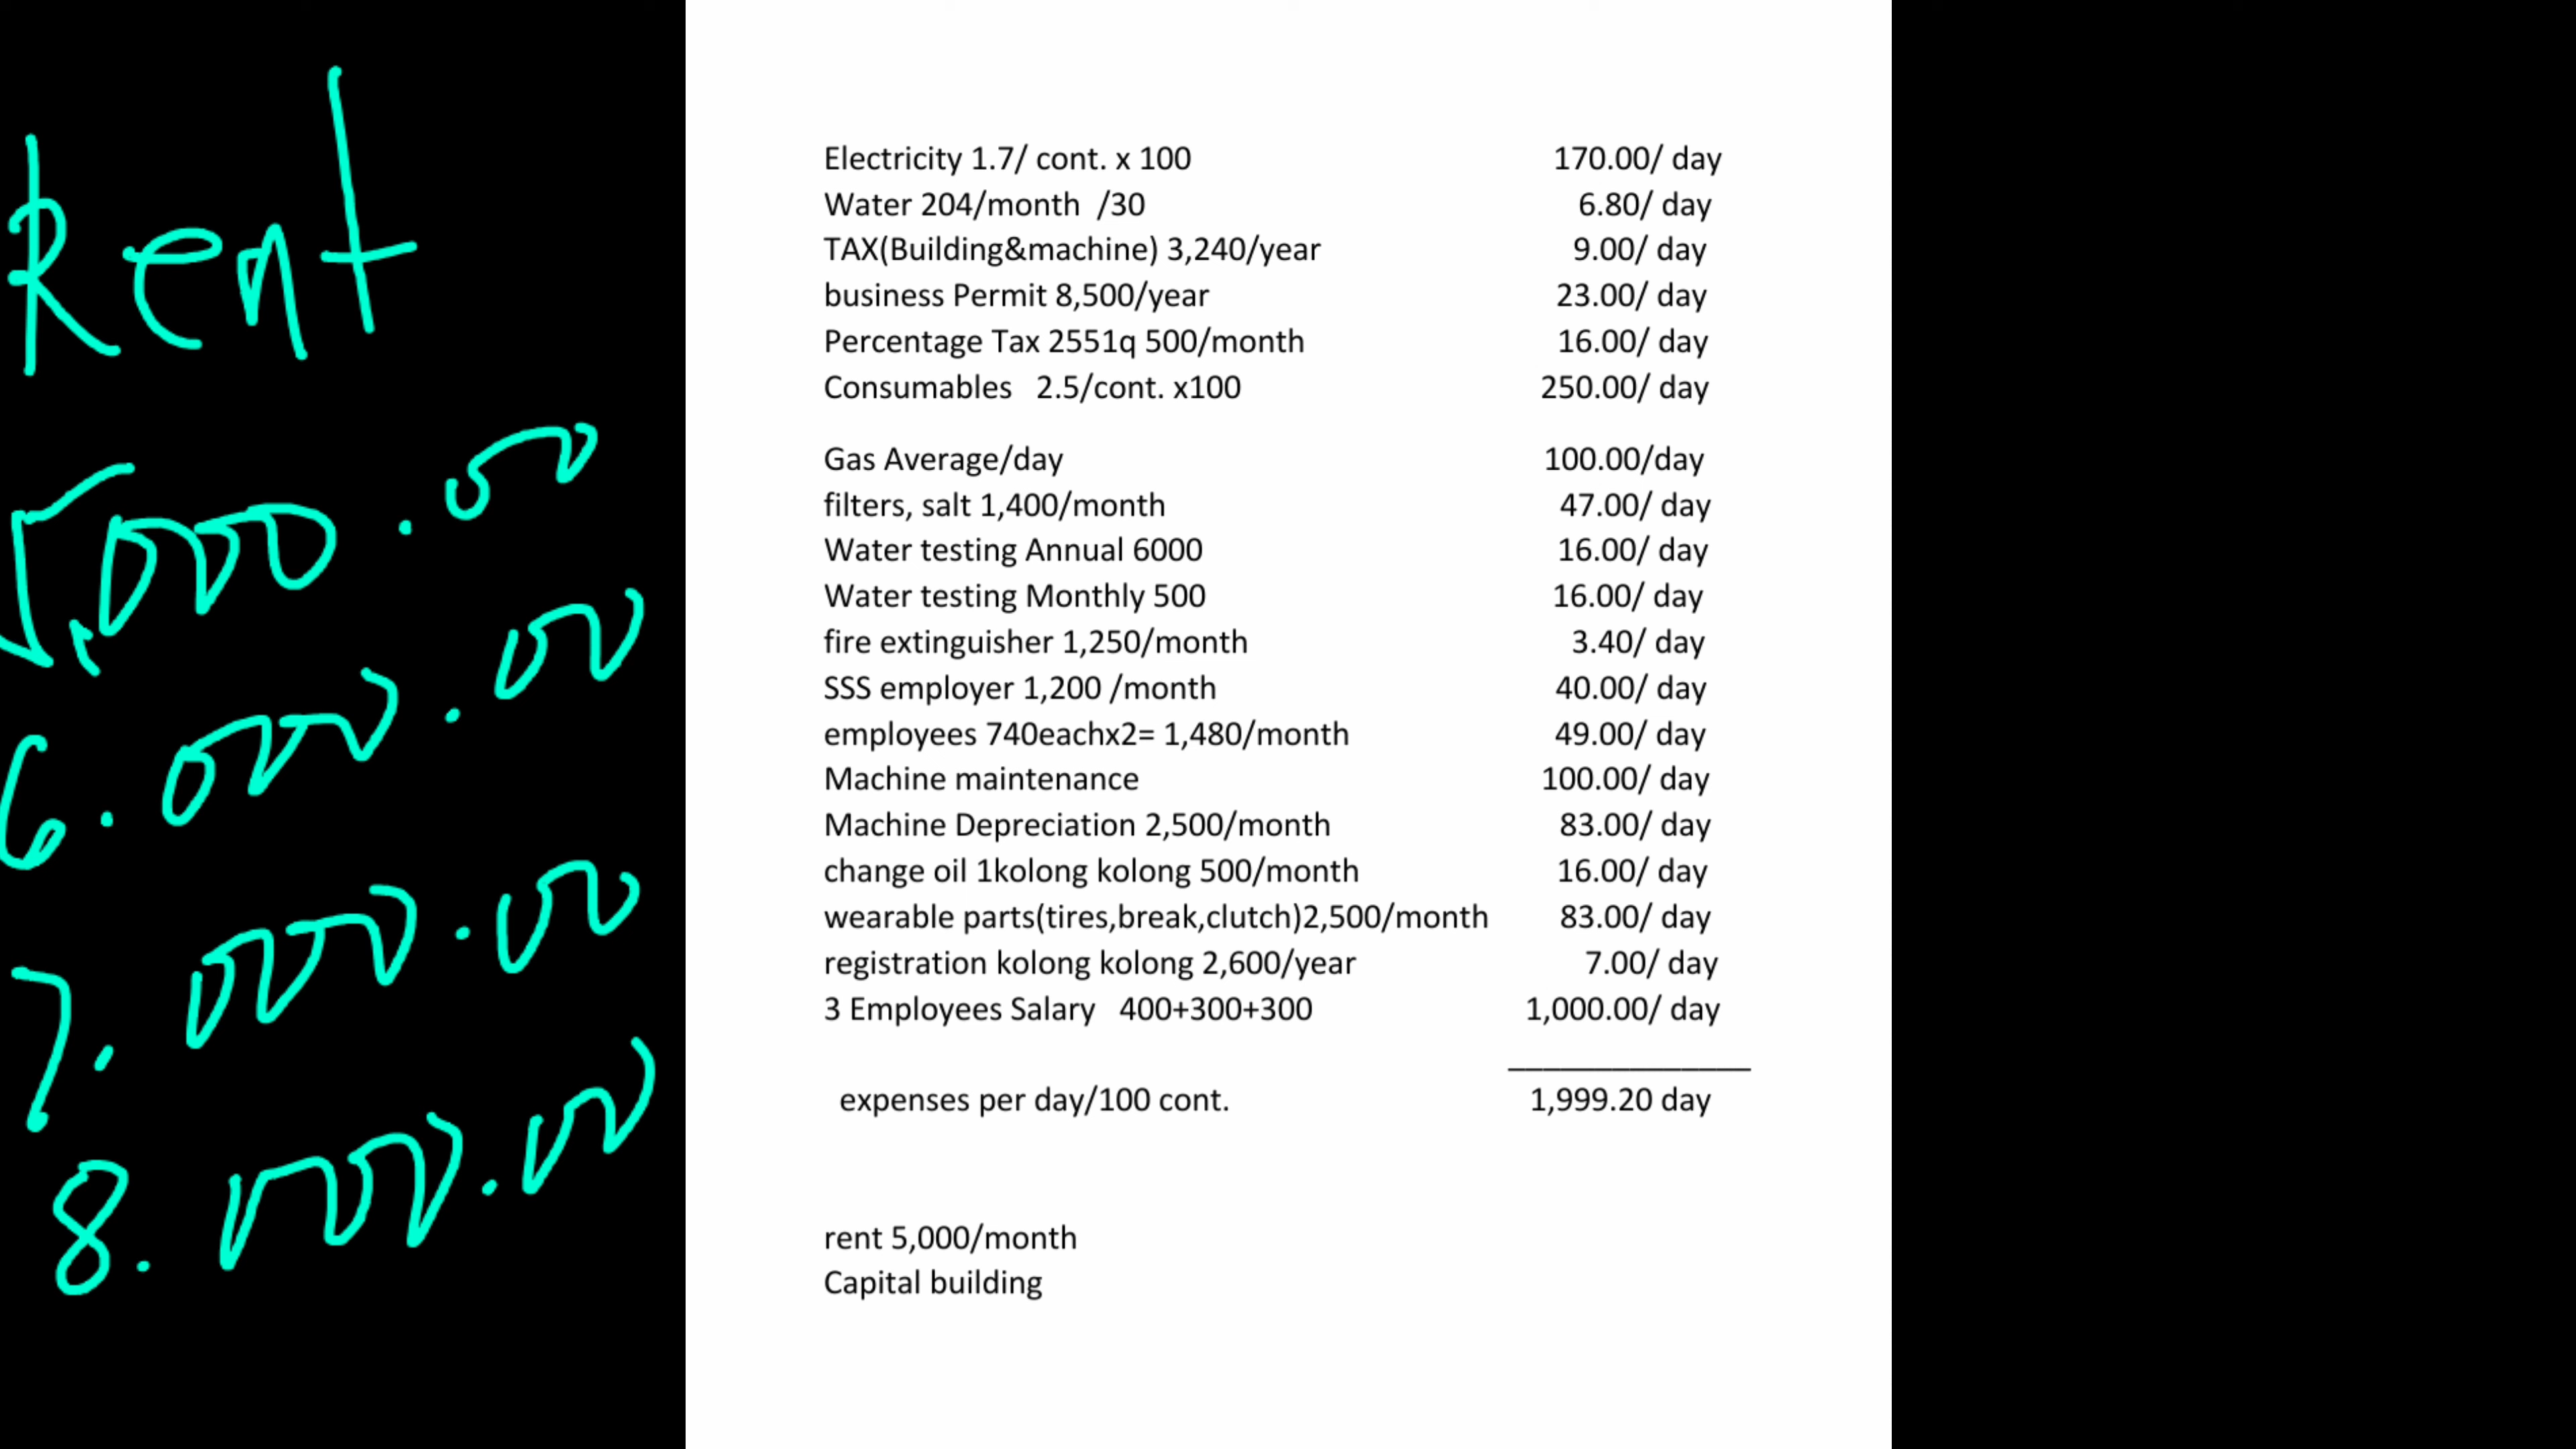 Rent
5,000.00
6.000.00
7.000.00
8.000.00
Electricity 1.7/ cont. x 100 170.00/ day
Water 204/month /30 6.80/ day
TAX(Building&machine) 3,240/year 9.00/ day
business Permit 8,500/year 23.00/ day
Percentage Tax 2551q 500/month 16.00/ day
Consumables 2.5/cont. x100 250.00/ day
Gas Average/day 100.00/day
filters, salt 1,400/month 47.00/ day
Water testing Annual 6000 16.00/ day
Water testing Monthly 500 16.00/ day
fire extinguisher 1,250/month 3.40/ day
SSS employer 1,200 /month 40.00/ day
employees 740eachx2= 1,480/month 49.00/ day
Machine maintenance 100.00/ day
Machine Depreciation 2,500/month 83.00/ day
change oil 1kolong kolong 500/month 16.00/ day
wearable parts(tires,break,clutch)2,500/month 83.00/ day
registration kolong kolong 2,600/year 7.00/ day
3 Employees Salary 400+300+300 1,000.00/ day
expenses per day/100 cont. 1,999.20 day
rent 5,000/month
Capital building